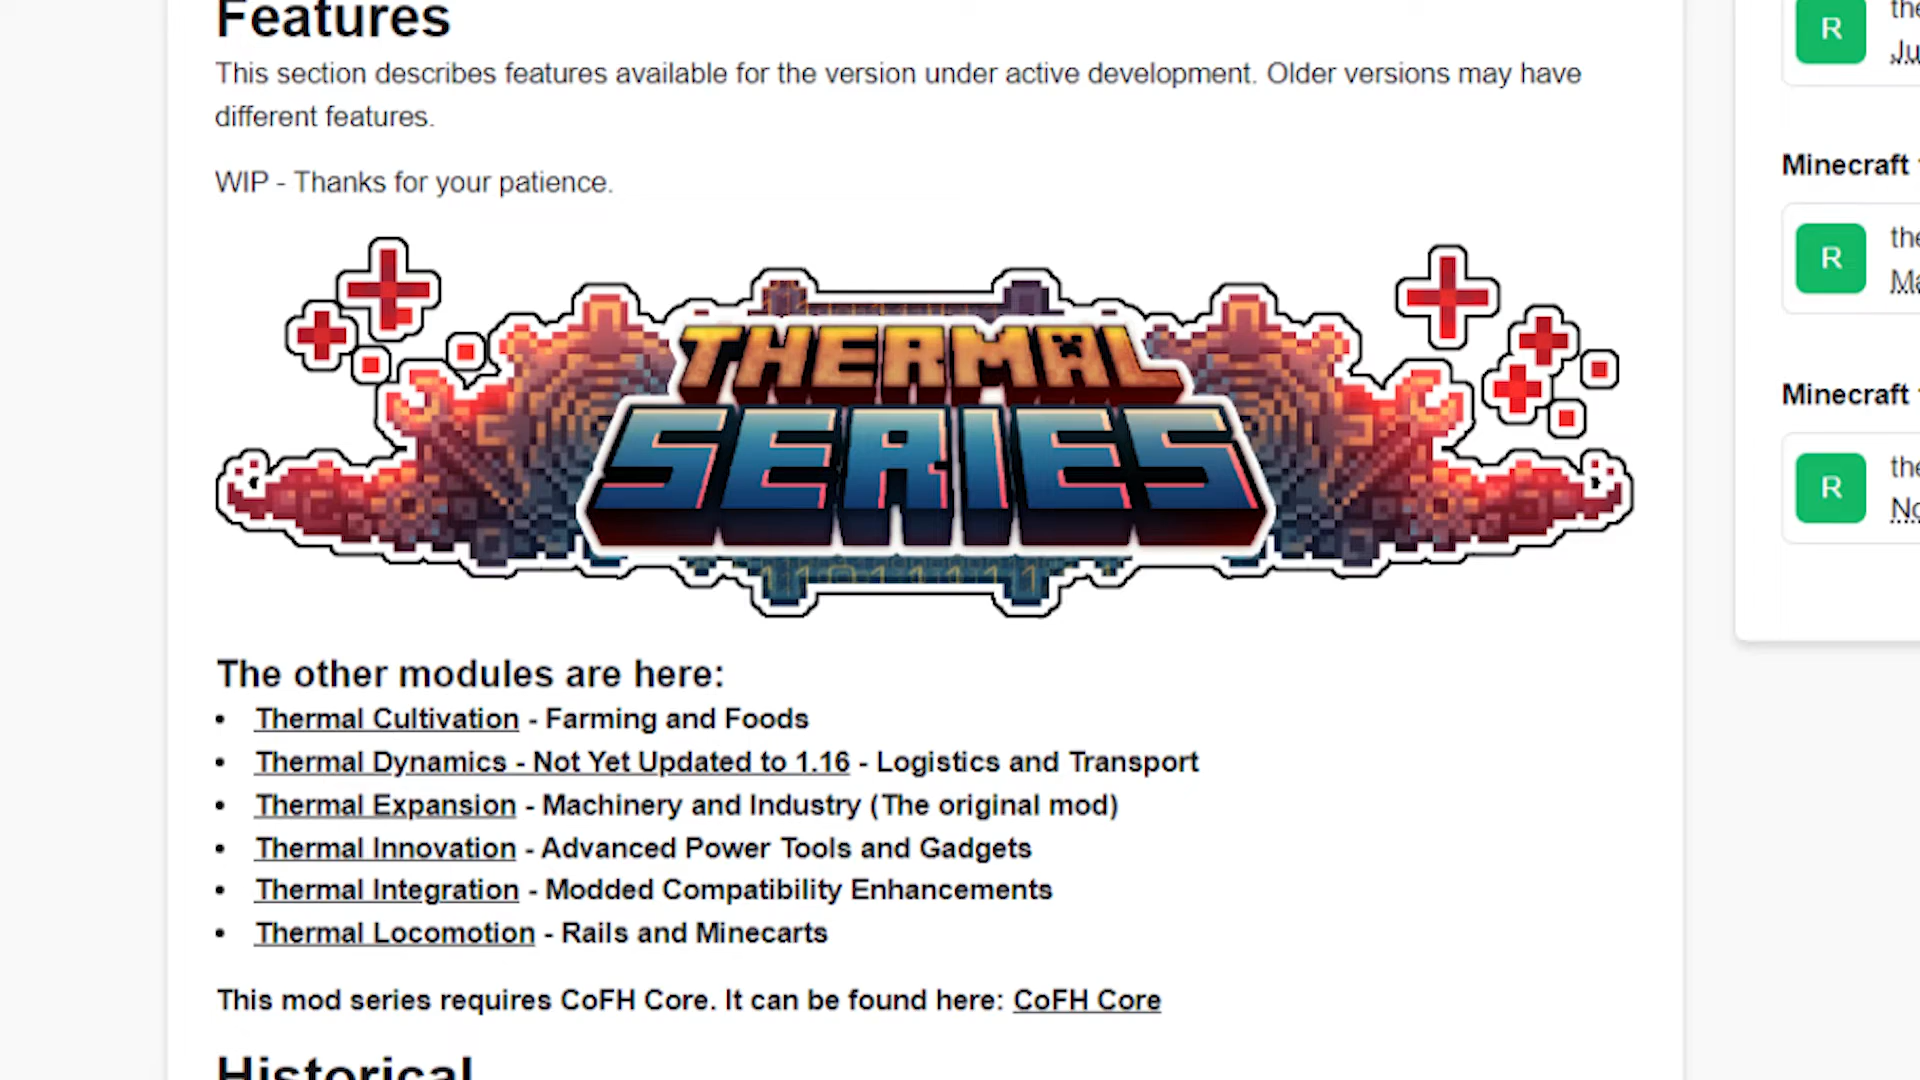 Features
This section describes features available for the version under active development. Older versions may have
different features.
WIP - Thanks for your patience.
THERMAL
SERIES
The other modules are here:
• Thermal Cultivation - Farming and Foods
• Thermal Dynamics - Not Yet Updated to 1.16 - Logistics and Transport
• Thermal Expansion - Machinery and Industry (The original mod)
• Thermal Innovation - Advanced Power Tools and Gadgets
• Thermal Integration - Modded Compatibility Enhancements
• Thermal Locomotion - Rails and Minecarts
This mod series requires CoFH Core. It can be found here: CoFH Core
Historical
R
Minecraft
R
Minecraft
R